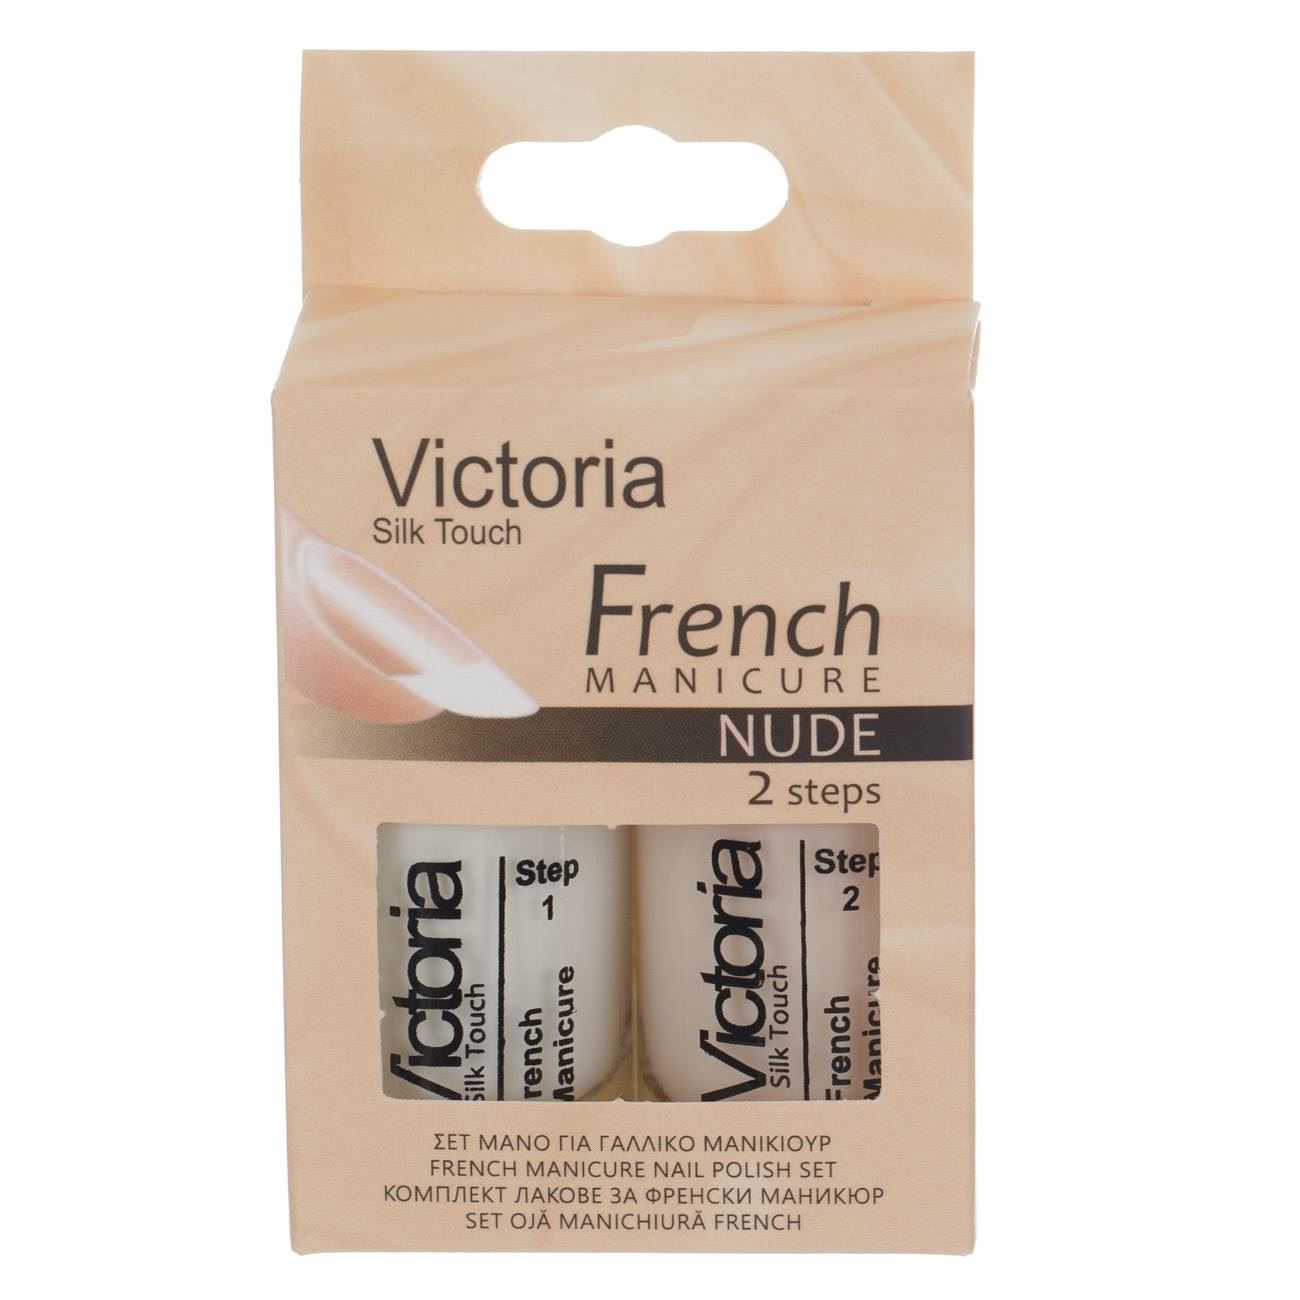 Victoria
Silk Touch
French
MANICURE
NUDE
2 steps
Victoria
Silk Touch
Step
1
French
Manicure
Victoria
Silk Touch
Step
2
French
Manicure
ΣΕΤ ΜΑΝΟ ΓΙΑ ΓΑΛΛΙΚΟ ΜΑΝΙΚΙΟΥΡ
FRENCH MANICURE NAIL POLISH SET
КОМПЛЕКТ ЛАКОВЕ ЗА ФРЕНСКИ МАНИКЮР
SET OJĂ MANICHIURĂ FRENCH